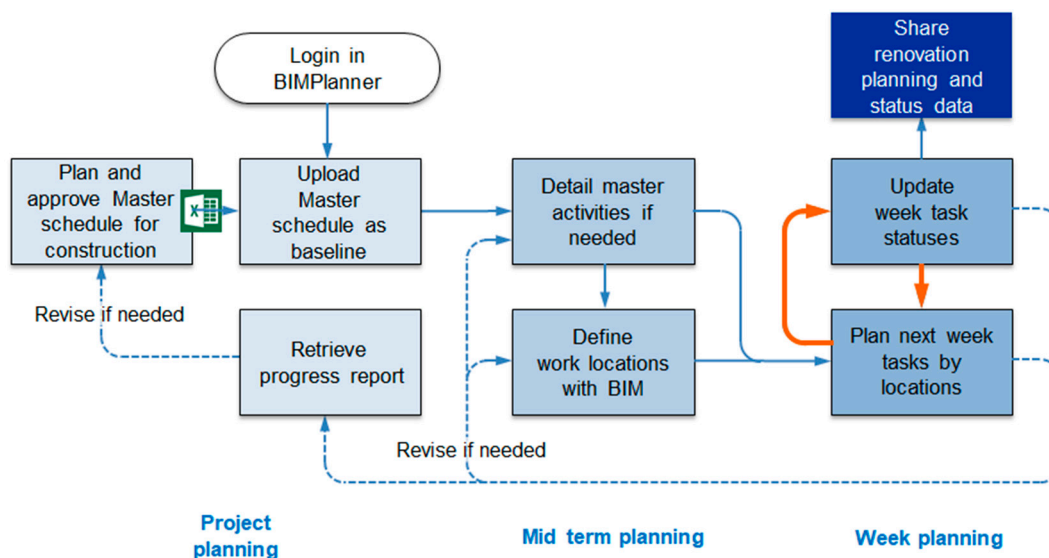 Login in
BIMPlanner
Share
renovation
planning and
status data
Plan and
approve Master
schedule for
construction
X
Upload
Master
schedule as
baseline
Detail master
activities if
needed
Update
week task
statuses
Revise if needed
Retrieve
progress report
Define
work locations
with BIM
Plan next week
tasks by
locations
Revise if needed
Project
planning
Mid term planning
Week planning